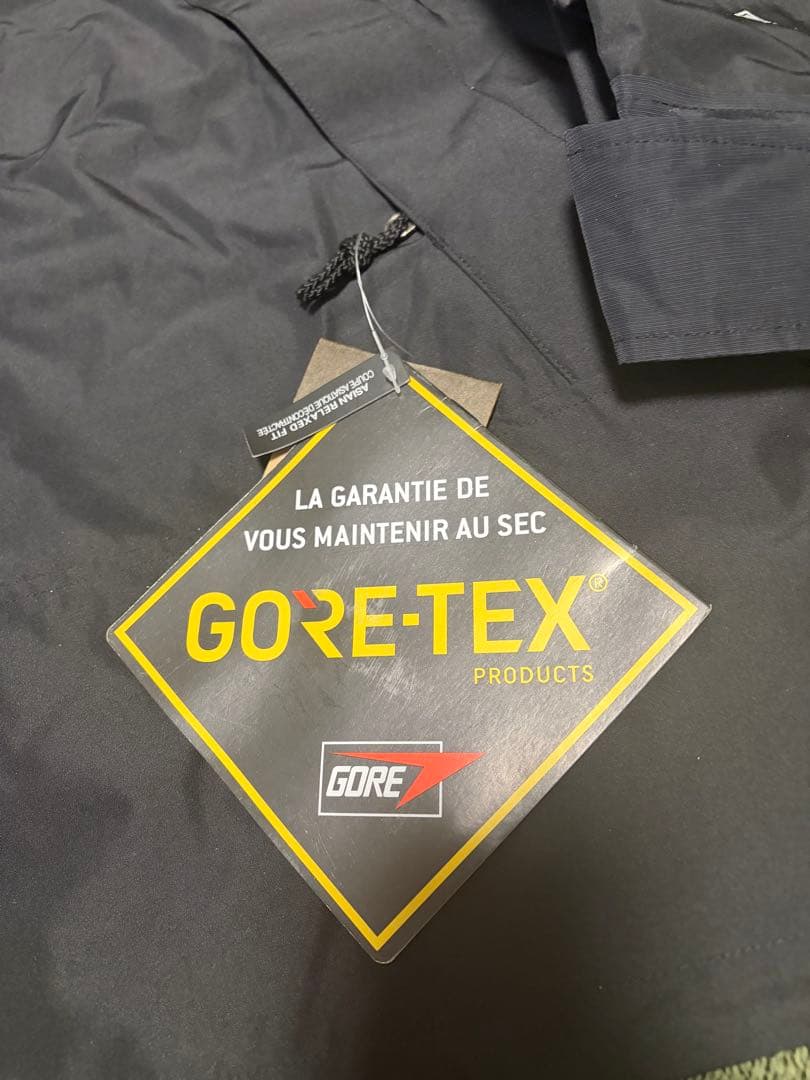 ASIAN RELAXED FIT
COUPE ASIATIQUE DÉCONTRACTÉE
LA GARANTIE DE
VOUS MAINTENIR AU SEC
GORE-TEX®
PRODUCTS
GORE